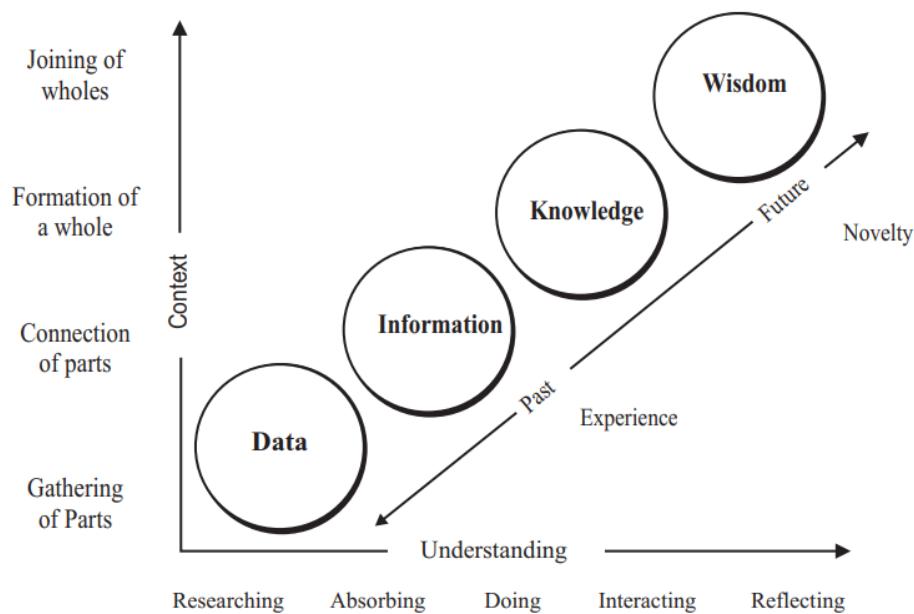 Joining of
wholes
Wisdom
Formation of
a whole
Knowledge
Future
Novelty
Context
Connection
of parts
Information
Past
Experience
Data
Gathering
of Parts
Understanding
Researching Absorbing Doing Interacting Reflecting